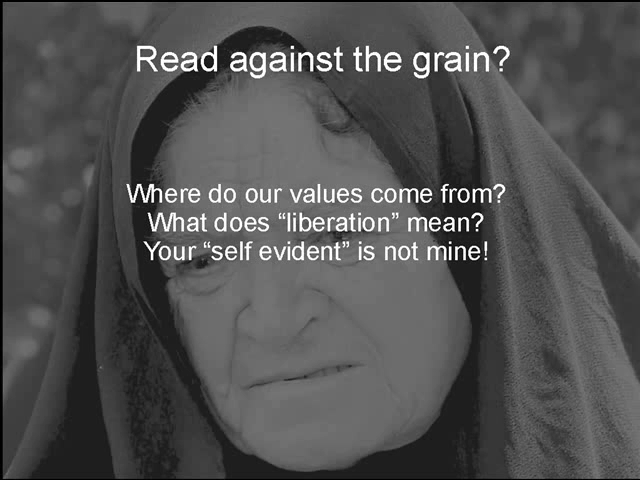 Read against the grain?
Where do our values come from?
What does “liberation” mean?
Your “self evident” is not mine!